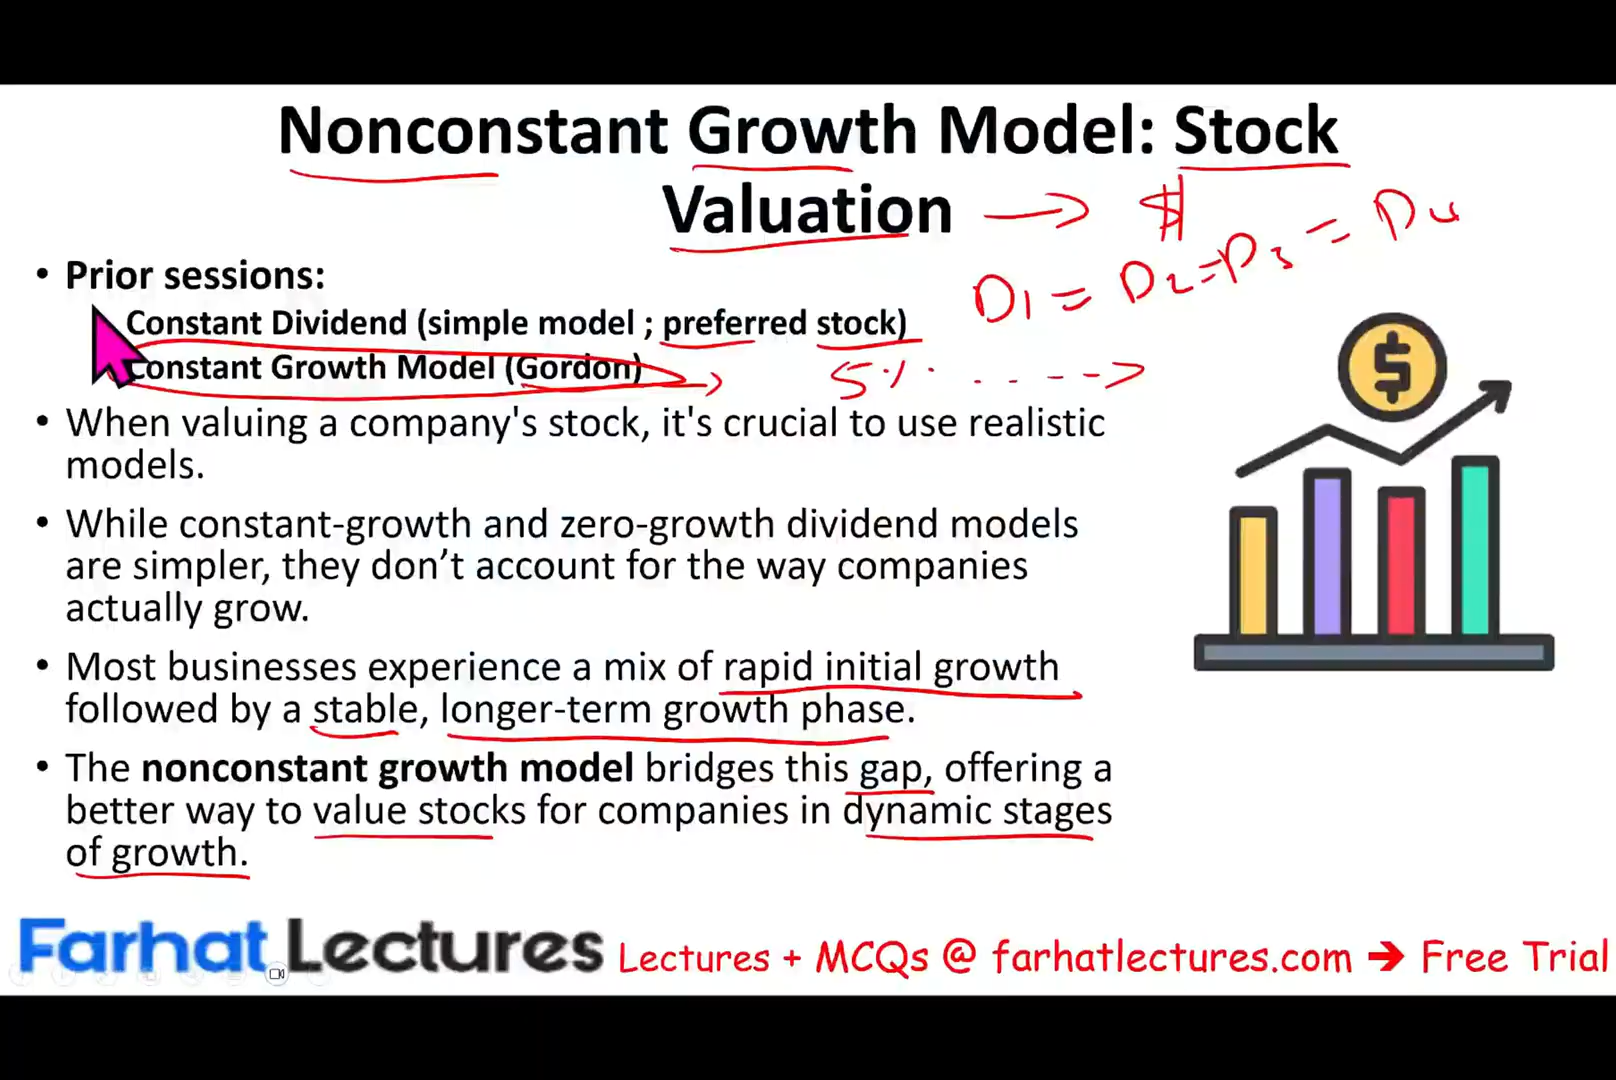 Nonconstant Growth Model: Stock
Valuation → $
D1 = D2 = D3 = D4
• Prior sessions:
Constant Dividend (simple model ; preferred stock)
Constant Growth Model (Gordon) → 5% . . . - - →
• When valuing a company's stock, it's crucial to use realistic
models.
• While constant-growth and zero-growth dividend models
are simpler, they don’t account for the way companies
actually grow.
• Most businesses experience a mix of rapid initial growth
followed by a stable, longer-term growth phase.
• The nonconstant growth model bridges this gap, offering a
better way to value stocks for companies in dynamic stages
of growth.
Farhat Lectures Lectures + MCQs @ farhatlectures.com → Free Trial